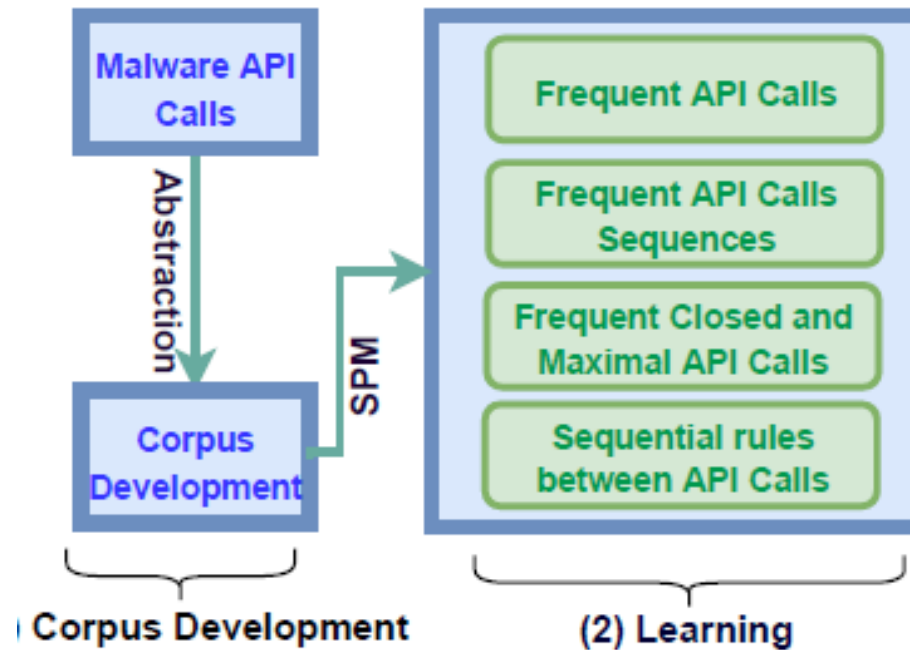 Malware API
Calls
Abstraction
Corpus
Development
SPM
Frequent API Calls
Frequent API Calls
Sequences
Frequent Closed and
Maximal API Calls
Sequential rules
between API Calls
) Corpus Development
(2) Learning